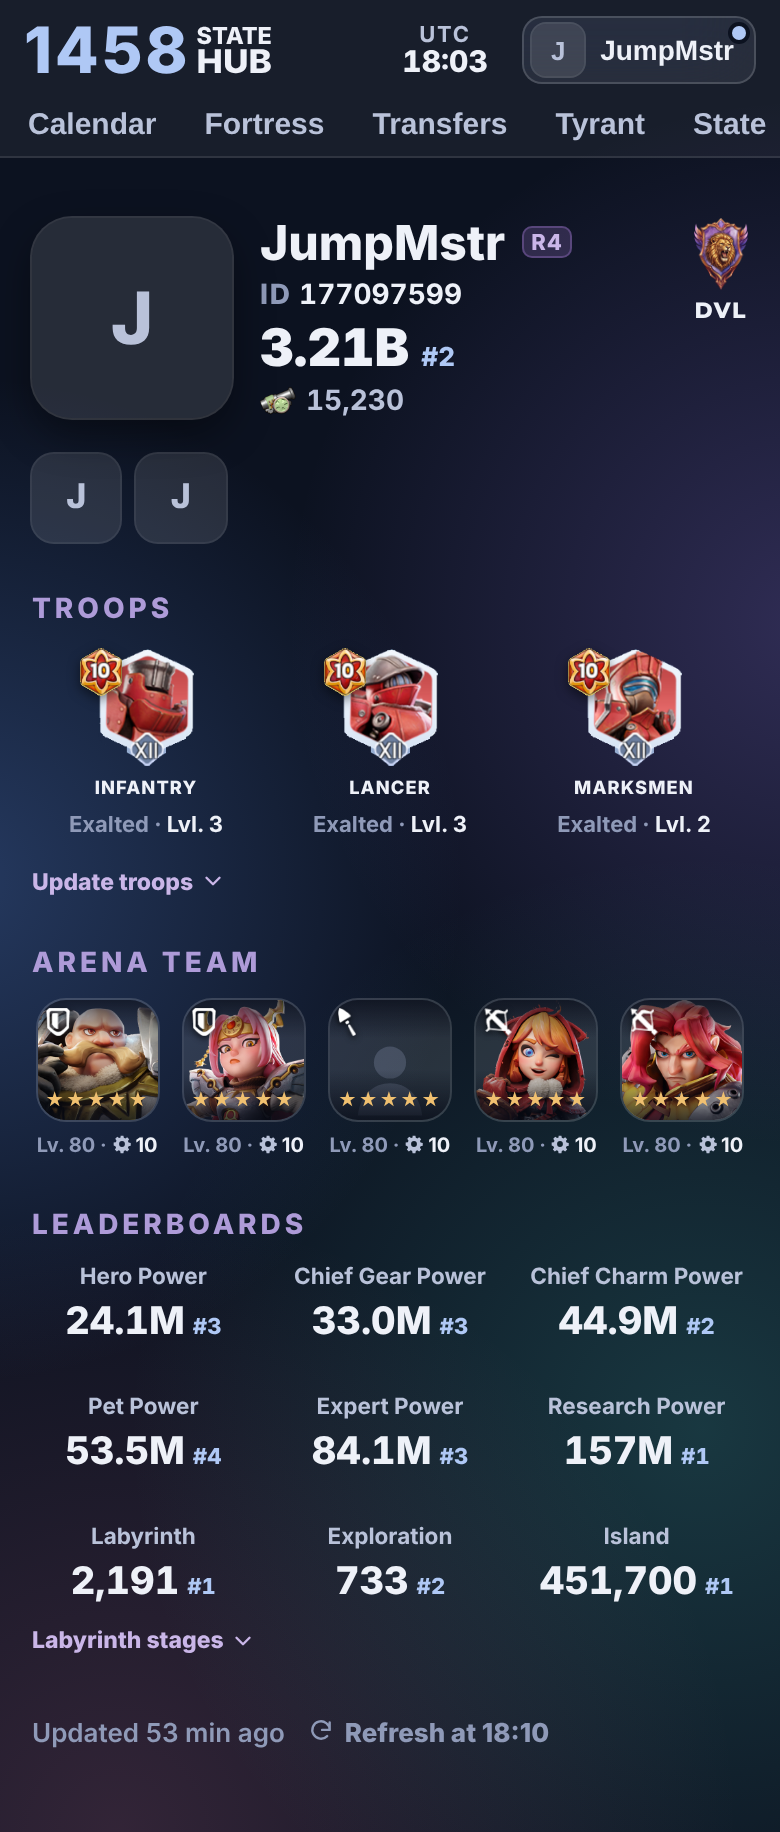 1458 STATE HUB
UTC
18:03
J JumpMstr
Calendar Fortress Transfers Tyrant State
J
JumpMstr R4
ID 177097599
3.21B #2
15,230
DVL
J J
TROOPS
10 10 10
XII XII XII
INFANTRY LANCER MARKSMEN
Exalted · Lvl. 3 Exalted · Lvl. 3 Exalted · Lvl. 2
Update troops
ARENA TEAM
Lv. 80 · 10 Lv. 80 · 10 Lv. 80 · 10 Lv. 80 · 10 Lv. 80 · 10
LEADERBOARDS
Hero Power Chief Gear Power Chief Charm Power
24.1M #3 33.0M #3 44.9M #2
Pet Power Expert Power Research Power
53.5M #4 84.1M #3 157M #1
Labyrinth Exploration Island
2,191 #1 733 #2 451,700 #1
Labyrinth stages
Updated 53 min ago Refresh at 18:10